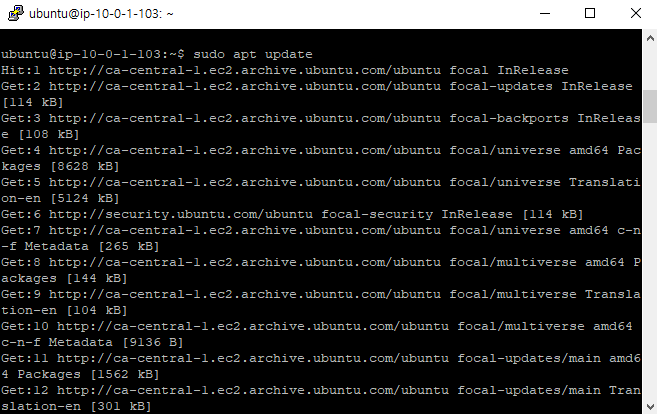 ubuntu@ip-10-0-1-103: ~
ubuntu@ip-10-0-1-103:~$ sudo apt update
Hit:1 http://ca-central-1.ec2.archive.ubuntu.com/ubuntu focal InRelease
Get:2 http://ca-central-1.ec2.archive.ubuntu.com/ubuntu focal-updates InRelease
[114 kB]
Get:3 http://ca-central-1.ec2.archive.ubuntu.com/ubuntu focal-backports InReleas
e [108 kB]
Get:4 http://ca-central-1.ec2.archive.ubuntu.com/ubuntu focal/universe amd64 Pac
kages [8628 kB]
Get:5 http://ca-central-1.ec2.archive.ubuntu.com/ubuntu focal/universe Translati
on-en [5124 kB]
Get:6 http://security.ubuntu.com/ubuntu focal-security InRelease [114 kB]
Get:7 http://ca-central-1.ec2.archive.ubuntu.com/ubuntu focal/universe amd64 c-n
-f Metadata [265 kB]
Get:8 http://ca-central-1.ec2.archive.ubuntu.com/ubuntu focal/multiverse amd64 P
ackages [144 kB]
Get:9 http://ca-central-1.ec2.archive.ubuntu.com/ubuntu focal/multiverse Transla
tion-en [104 kB]
Get:10 http://ca-central-1.ec2.archive.ubuntu.com/ubuntu focal/multiverse amd64
c-n-f Metadata [9136 B]
Get:11 http://ca-central-1.ec2.archive.ubuntu.com/ubuntu focal-updates/main amd6
4 Packages [1562 kB]
Get:12 http://ca-central-1.ec2.archive.ubuntu.com/ubuntu focal-updates/main Tran
slation-en [301 kB]